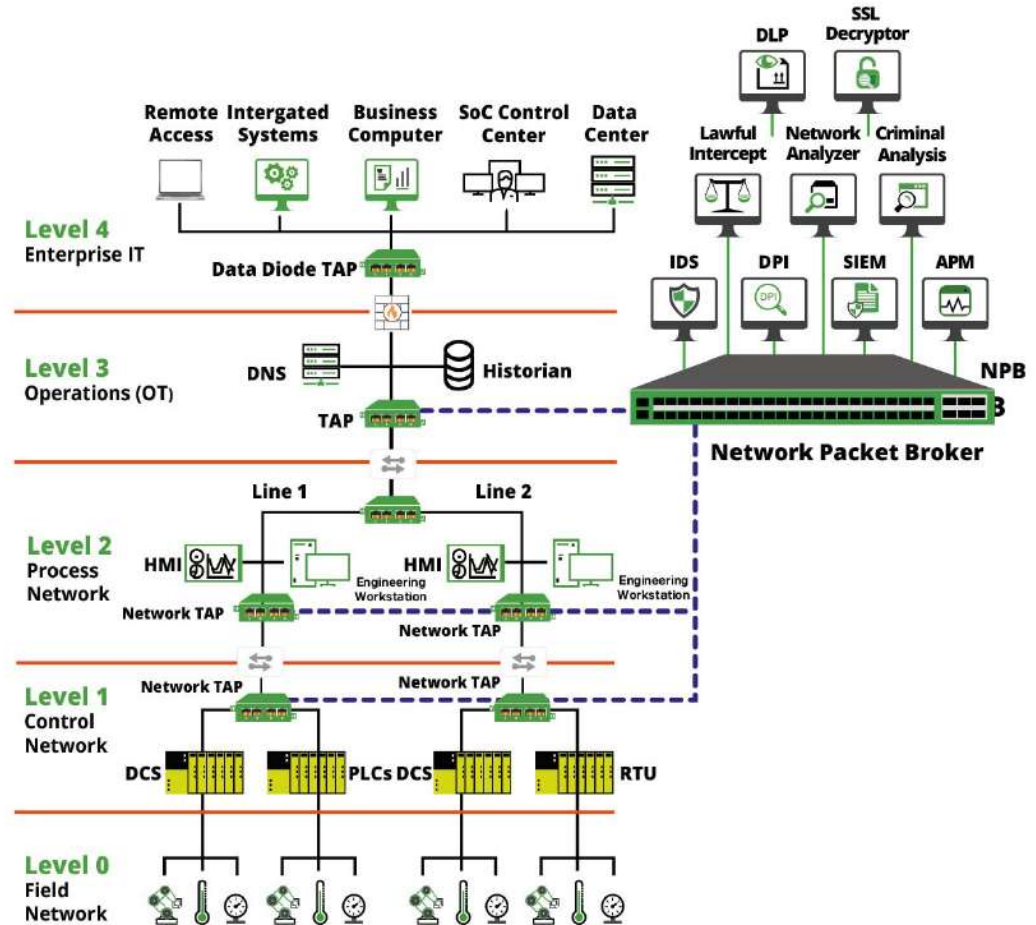 SSL
Decryptor
DLP
Remote
Access
Intergated
Systems
Business
Computer
SoC Control
Center
Data
Center
Lawful
Intercept
Network
Analyzer
Criminal
Analysis
Level 4
Enterprise IT
Data Diode TAP
IDS
DPI
SIEM
APM
DPI
Level 3
Operations (OT)
DNS
Historian
NPB
B
TAP
Network Packet Broker
Line 1
Line 2
Level 2
Process
Network
HMI
Engineering
Workstation
HMI
Engineering
Workstation
Network TAP
Network TAP
Level 1
Control
Network
Network TAP
Network TAP
DCS
PLCs
DCS
RTU
Level 0
Field
Network